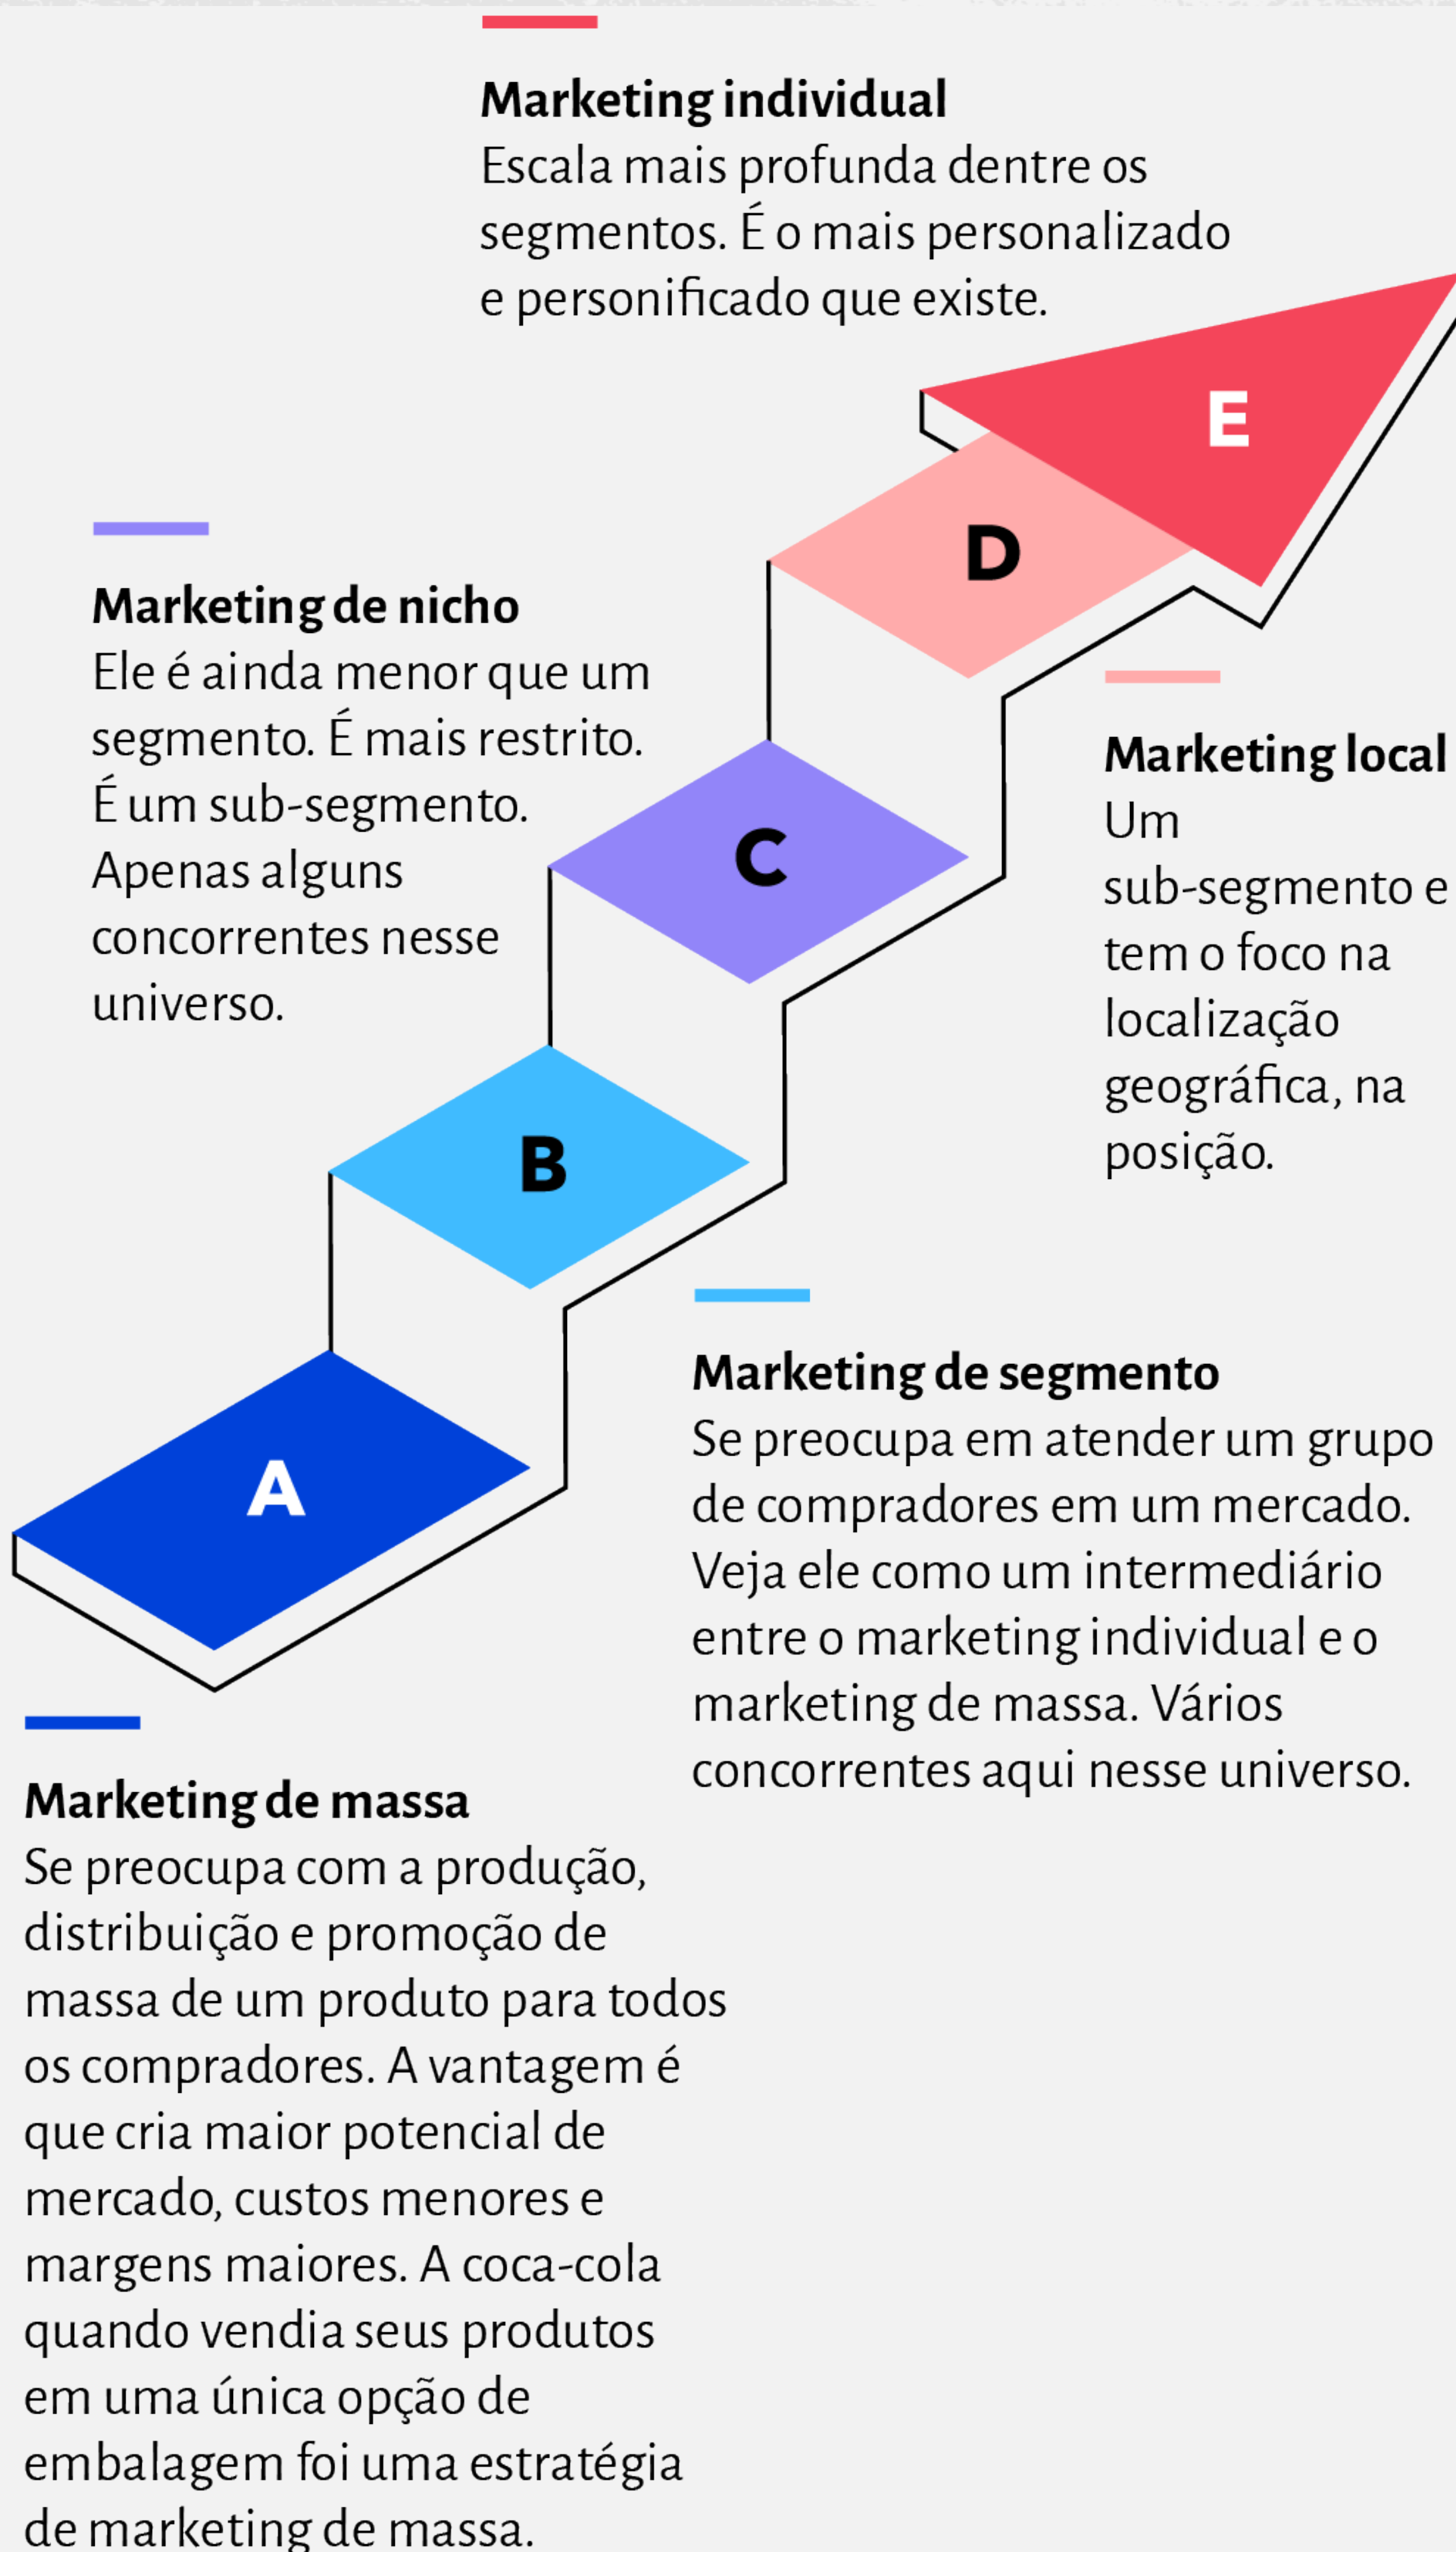 Marketing individual
Escala mais profunda dentre os
segmentos. É o mais personalizado
e personificado que existe.
E
D
Marketing de nicho
Ele é ainda menor que um
segmento. É mais restrito.
É um sub-segmento.
Apenas alguns
concorrentes nesse
universo.
Marketing local
Um
sub-segmento e
tem o foco na
localização
geográfica, na
posição.
C
B
Marketing de segmento
Se preocupa em atender um grupo
de compradores em um mercado.
Veja ele como um intermediário
entre o marketing individual e o
marketing de massa. Vários
concorrentes aqui nesse universo.
A
Marketing de massa
Se preocupa com a produção,
distribuição e promoção de
massa de um produto para todos
os compradores. A vantagem é
que cria maior potencial de
mercado, custos menores e
margens maiores. A coca-cola
quando vendia seus produtos
em uma única opção de
embalagem foi uma estratégia
de marketing de massa.